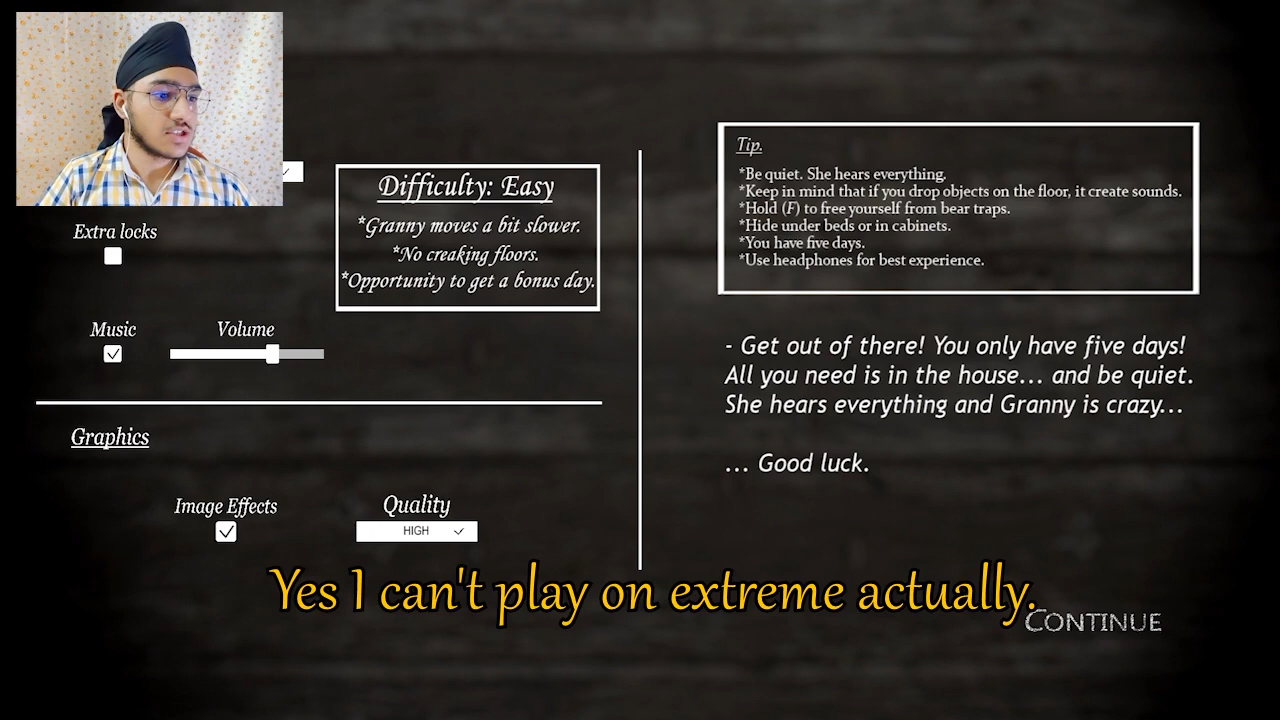 Extra locks
Music
Volume
Difficulty: Easy
*Granny moves a bit slower.
*No creaking floors.
*Opportunity to get a bonus day.
Graphics
Image Effects
Quality
HIGH
Tip.
*Be quiet. She hears everything.
*Keep in mind that if you drop objects on the floor, it create sounds.
*Hold (F) to free yourself from bear traps.
*Hide under beds or in cabinets.
*You have five days.
*Use headphones for best experience.
- Get out of there! You only have five days!
All you need is in the house... and be quiet.
She hears everything and Granny is crazy...
... Good luck.
Yes I can't play on extreme actually.
CONTINUE